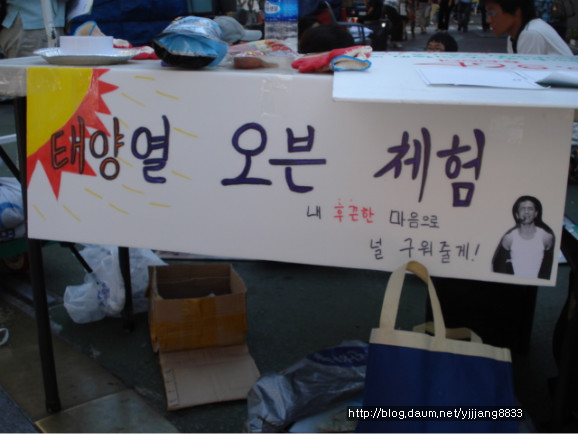 태양열 오븐 체험
내 후끈한 마음으로
널 구워줄게!
http://blog.daum.net/yjjjang8833